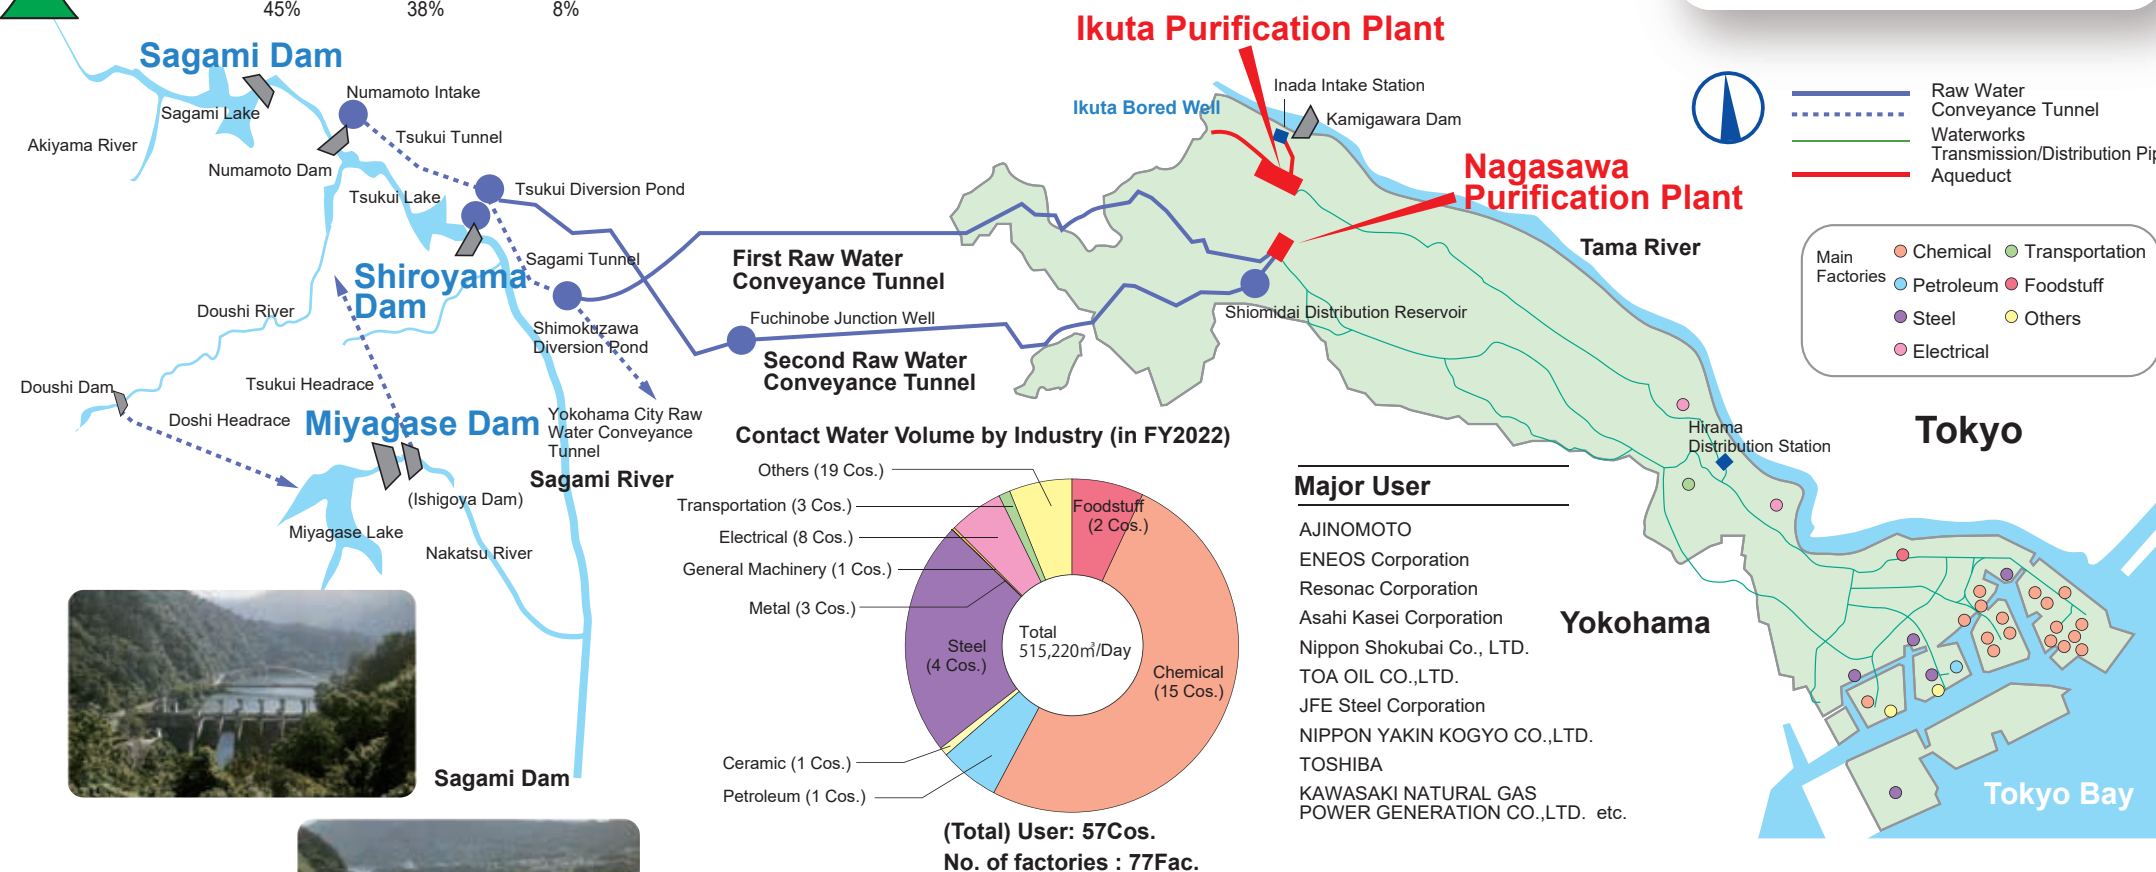 45%
38%
8%
Sagami Dam
Sagami Lake
Akiyama River
Numamoto Intake
Tsukui Tunnel
Numamoto Dam
Tsukui Lake
Tsukui Diversion Pond
Shiroyama
Dam
Sagami Tunnel
Doushi River
Shimokuzawa
Diversion Pond
Doushi Dam
Tsukui Headrace
Doshi Headrace
Miyagase Dam
Yokohama City Raw
Water Conveyance
Tunnel
Sagami River
(Ishigoya Dam)
Miyagase Lake
Nakatsu River
Sagami Dam
First Raw Water
Conveyance Tunnel
Fuchinobe Junction Well
Second Raw Water
Conveyance Tunnel
Ikuta Purification Plant
Inada Intake Station
Ikuta Bored Well
Kamigawara Dam
Nagasawa
Purification Plant
Tama River
Shiomidai Distribution Reservoir
Raw Water
Conveyance Tunnel
Waterworks
Transmission/Distribution Pip
Aqueduct
Main
Factories
Chemical
Transportation
Petroleum
Foodstuff
Steel
Others
Electrical
Hirama
Distribution Station
Tokyo
Yokohama
Tokyo Bay
Contact Water Volume by Industry (in FY2022)
Others (19 Cos.)
Transportation (3 Cos.)
Electrical (8 Cos.)
General Machinery (1 Cos.)
Metal (3 Cos.)
Foodstuff
(2 Cos.)
Steel
(4 Cos.)
Total
515,220㎥/Day
Chemical
(15 Cos.)
Ceramic (1 Cos.)
Petroleum (1 Cos.)
(Total) User: 57Cos.
No. of factories : 77Fac.
Major User
AJINOMOTO
ENEOS Corporation
Resonac Corporation
Asahi Kasei Corporation
Nippon Shokubai Co., LTD.
TOA OIL CO.,LTD.
JFE Steel Corporation
NIPPON YAKIN KOGYO CO.,LTD.
TOSHIBA
KAWASAKI NATURAL GAS
POWER GENERATION CO.,LTD. etc.